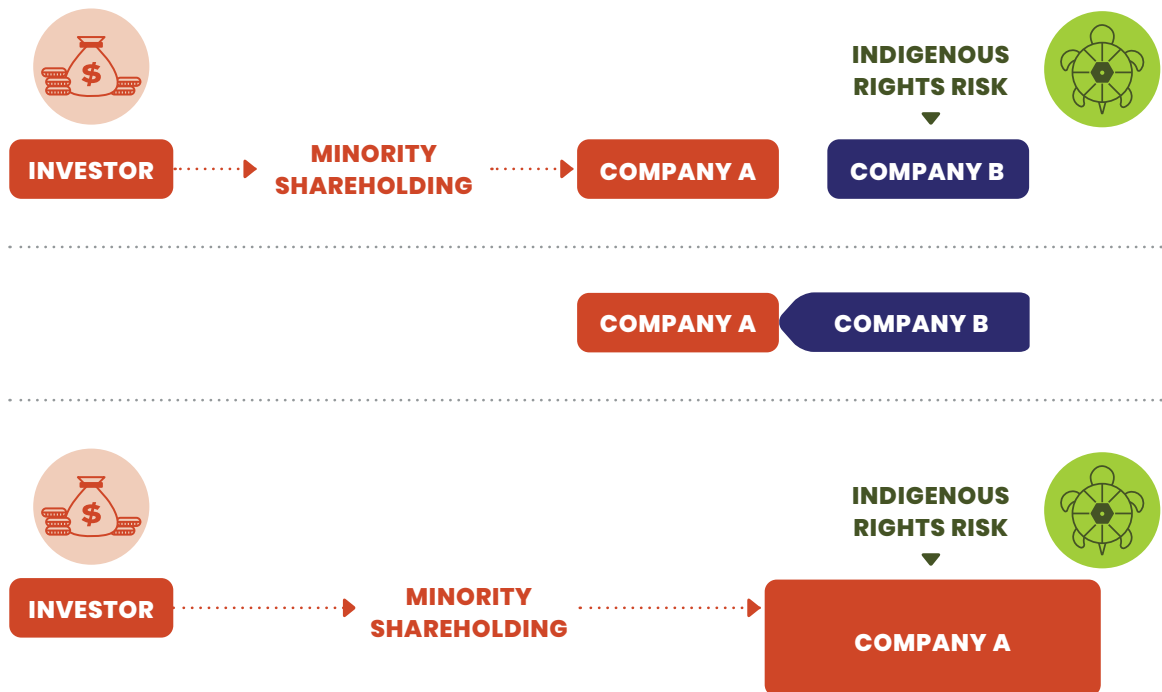 $
INDIGENOUS
RIGHTS RISK
INVESTOR
MINORITY
SHAREHOLDING
COMPANY A
COMPANY B
COMPANY A
COMPANY B
$
INDIGENOUS
RIGHTS RISK
INVESTOR
MINORITY
SHAREHOLDING
COMPANY A